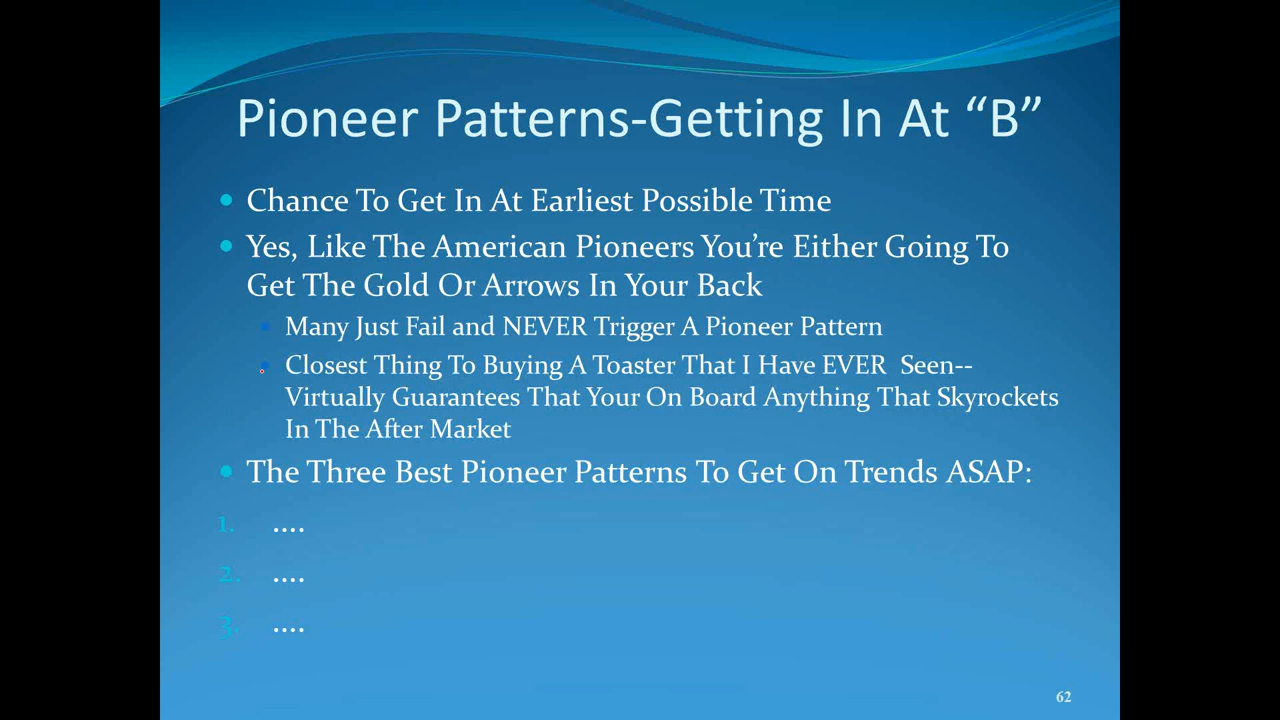 Pioneer Patterns-Getting In At “B”
Chance To Get In At Earliest Possible Time
Yes, Like The American Pioneers You’re Either Going To
Get The Gold Or Arrows In Your Back
Many Just Fail and NEVER Trigger A Pioneer Pattern
Closest Thing To Buying A Toaster That I Have EVER Seen--
Virtually Guarantees That Your On Board Anything That Skyrockets
In The After Market
The Three Best Pioneer Patterns To Get On Trends ASAP:
1. ....
2. ....
3. ....
62